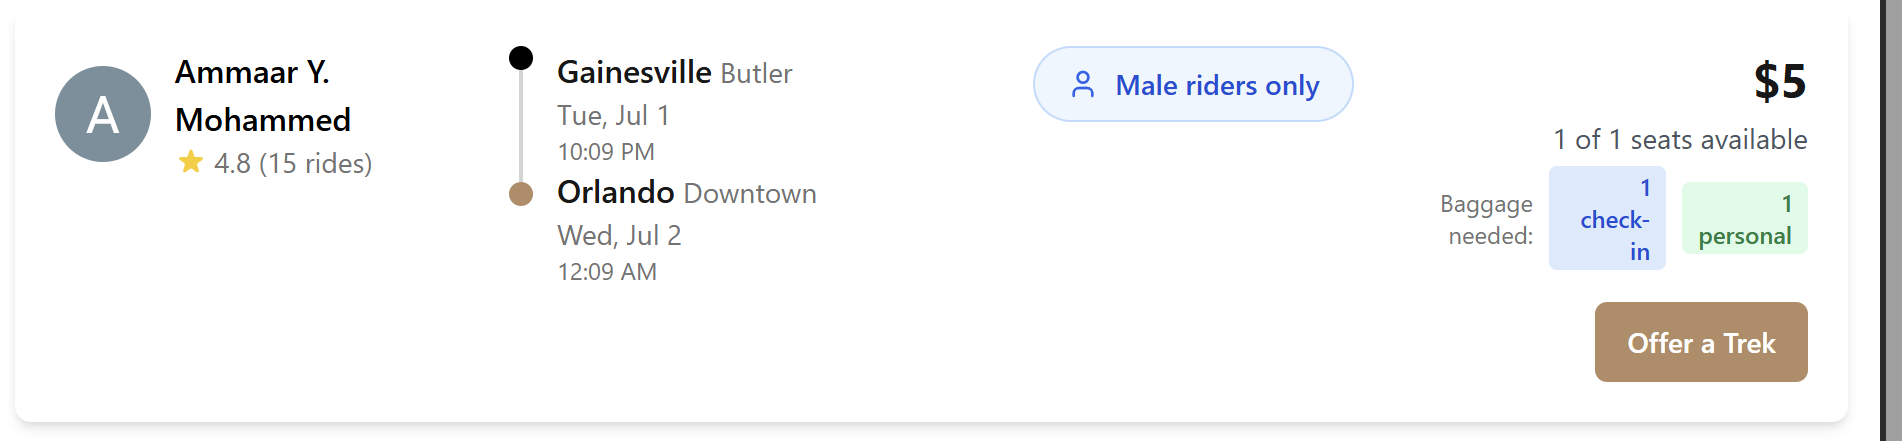 A
Ammaar Y.
Mohammed
4.8 (15 rides)
Gainesville Butler
Tue, Jul 1
10:09 PM
Orlando Downtown
Wed, Jul 2
12:09 AM
Male riders only
$5
1 of 1 seats available
Baggage
needed:
1
check-
in
1
personal
Offer a Trek